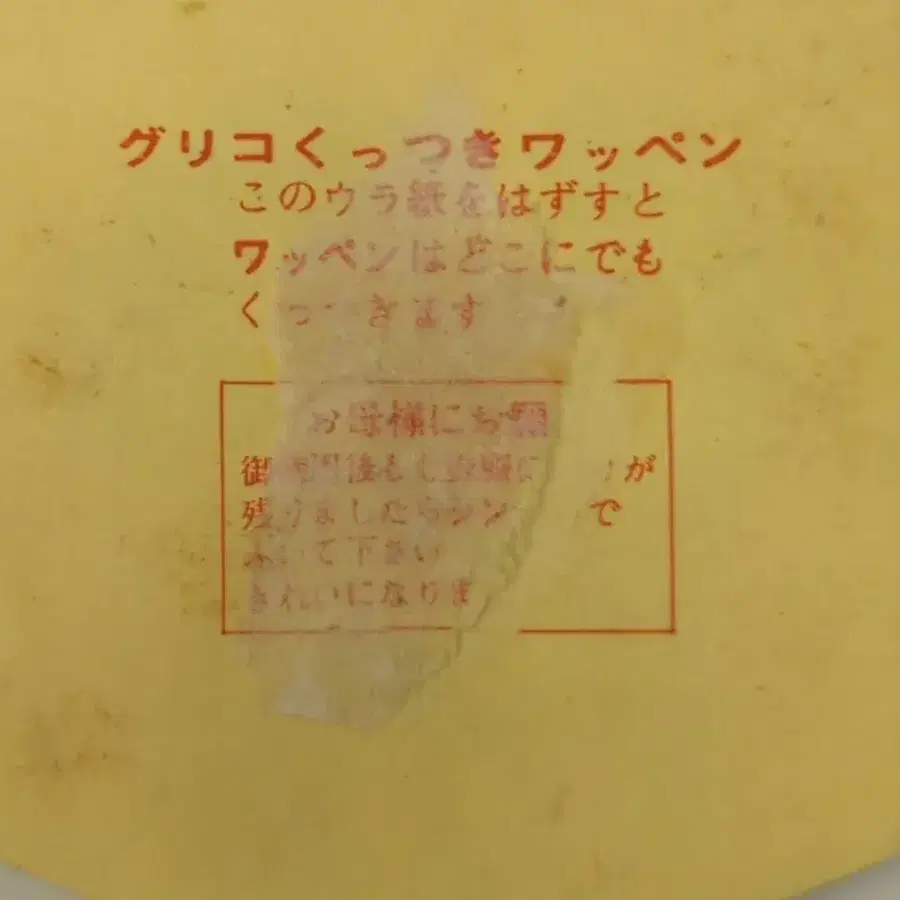 グリコくっつきワッペン
このウラ紙をはずすと
ワッペンはどこにでも
くっつきます
お母様にお
御 後もし が
残りましたらシン で
ふいて下さい
きれいになりま